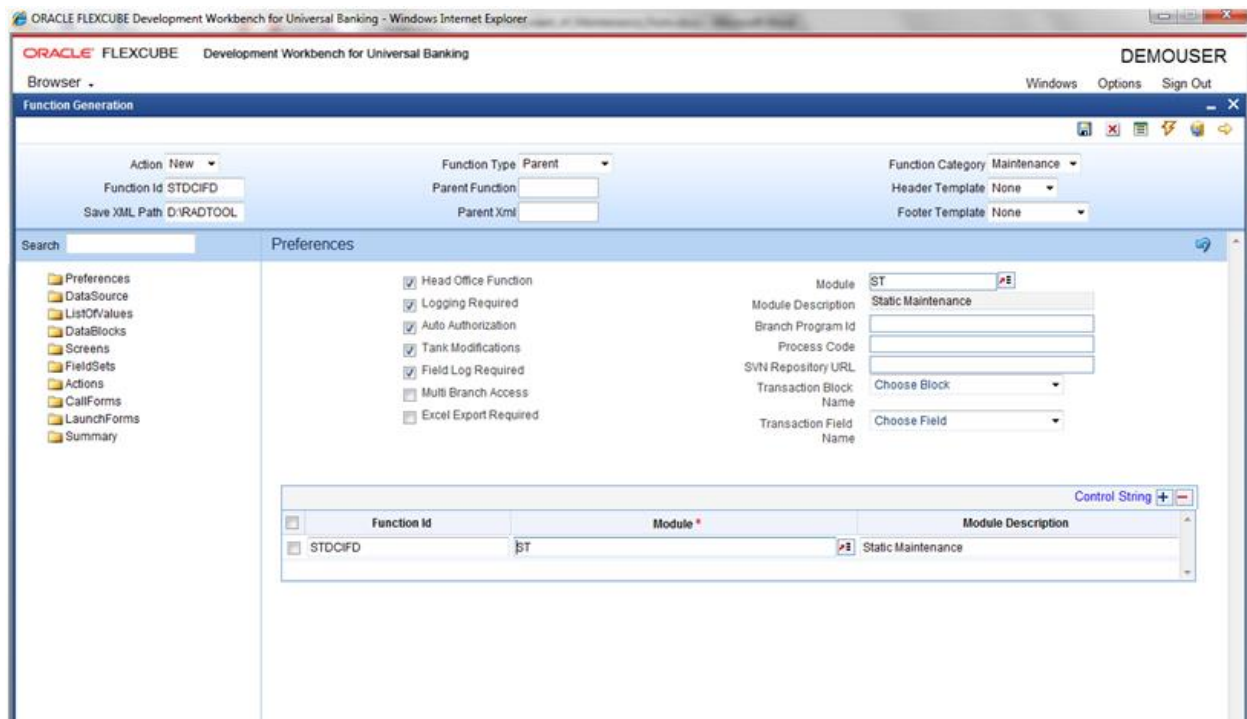 ORACLE FLEXCUBE Development Workbench for Universal Banking - Windows Internet Explorer
ORACLE FLEXCUBE Development Workbench for Universal Banking
DEMOUSER
Browser
Windows Options Sign Out
Function Generation
Action New Function Type Parent Function Category Maintenance
Function Id STDCIFD Parent Function Header Template None
Save XML Path D:\RADTOOL Parent Xml Footer Template None
Search Preferences
Preferences
DataSource
ListOfValues
DataBlocks
Screens
FieldSets
Actions
CallForms
LaunchForms
Summary
Head Office Function
Logging Required
Auto Authorization
Tank Modifications
Field Log Required
Multi Branch Access
Excel Export Required
Module ST
Module Description Static Maintenance
Branch Program Id
Process Code
SVN Repository URL
Transaction Block Name Choose Block
Transaction Field Name Choose Field
Control String + −
Function Id Module * Module Description
STDCIFD ST Static Maintenance